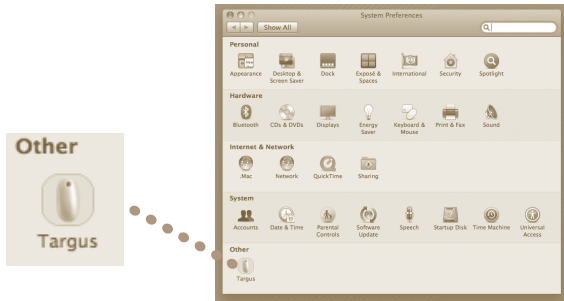 Other
Targus
System Preferences
Show All
Personal
Appearance
Desktop &
Screen Saver
Dock
Exposé &
Spaces
International
Security
Spotlight
Hardware
Bluetooth
CDs & DVDs
Displays
Energy
Saver
Keyboard &
Mouse
Print & Fax
Sound
Internet & Network
.Mac
Network
QuickTime
Sharing
System
Accounts
Date & Time
Parental
Controls
Software
Update
Speech
Startup Disk
Time Machine
Universal
Access
Other
Targus